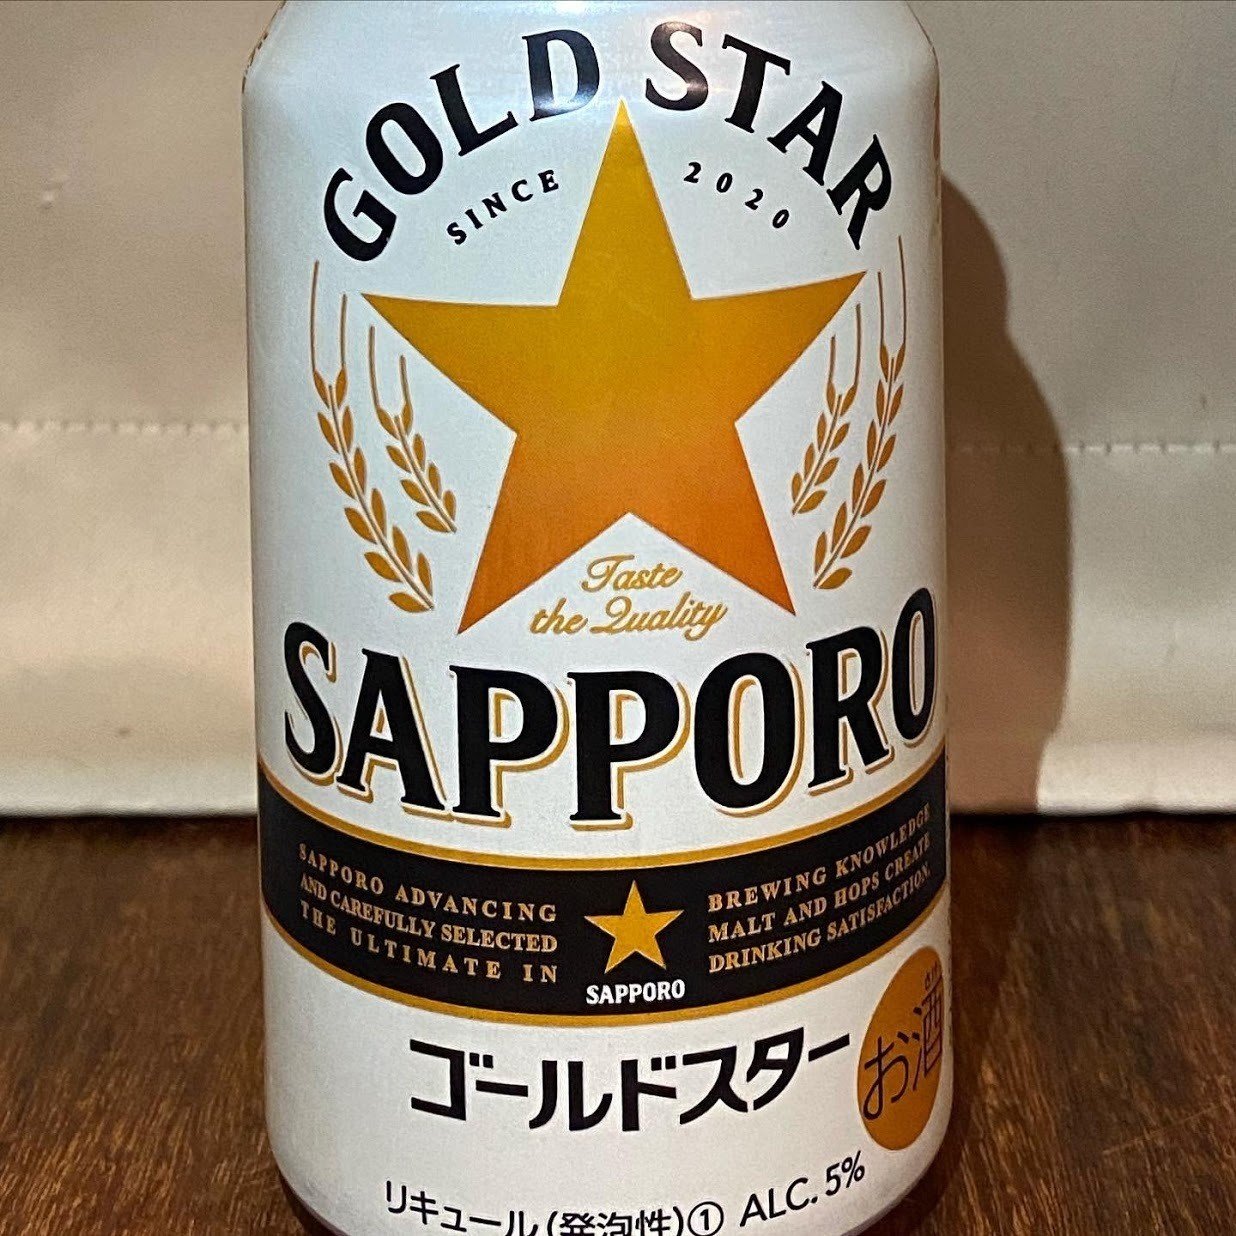 GOLD STAR
SINCE 2020
Taste
the Quality
SAPPORO
SAPPORO ADVANCING
AND CAREFULLY SELECTED
THE ULTIMATE IN
BREWING KNOWLEDGE
MALT AND HOPS CREATE
DRINKING SATISFACTION.
SAPPORO
ゴールドスター
さけ
お酒
リキュール(発泡性)① ALC. 5%